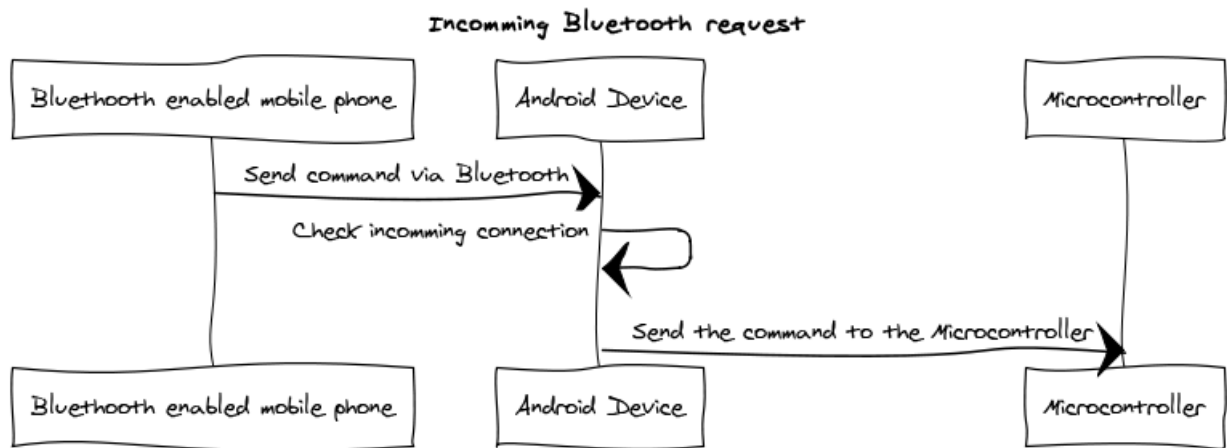 Incomming Bluetooth request
Bluethooth enabled mobile phone
Android Device
Microcontroller
Send command via Bluetooth
Check incomming connection
Send the command to the Microcontroller
Bluethooth enabled mobile phone
Android Device
Microcontroller